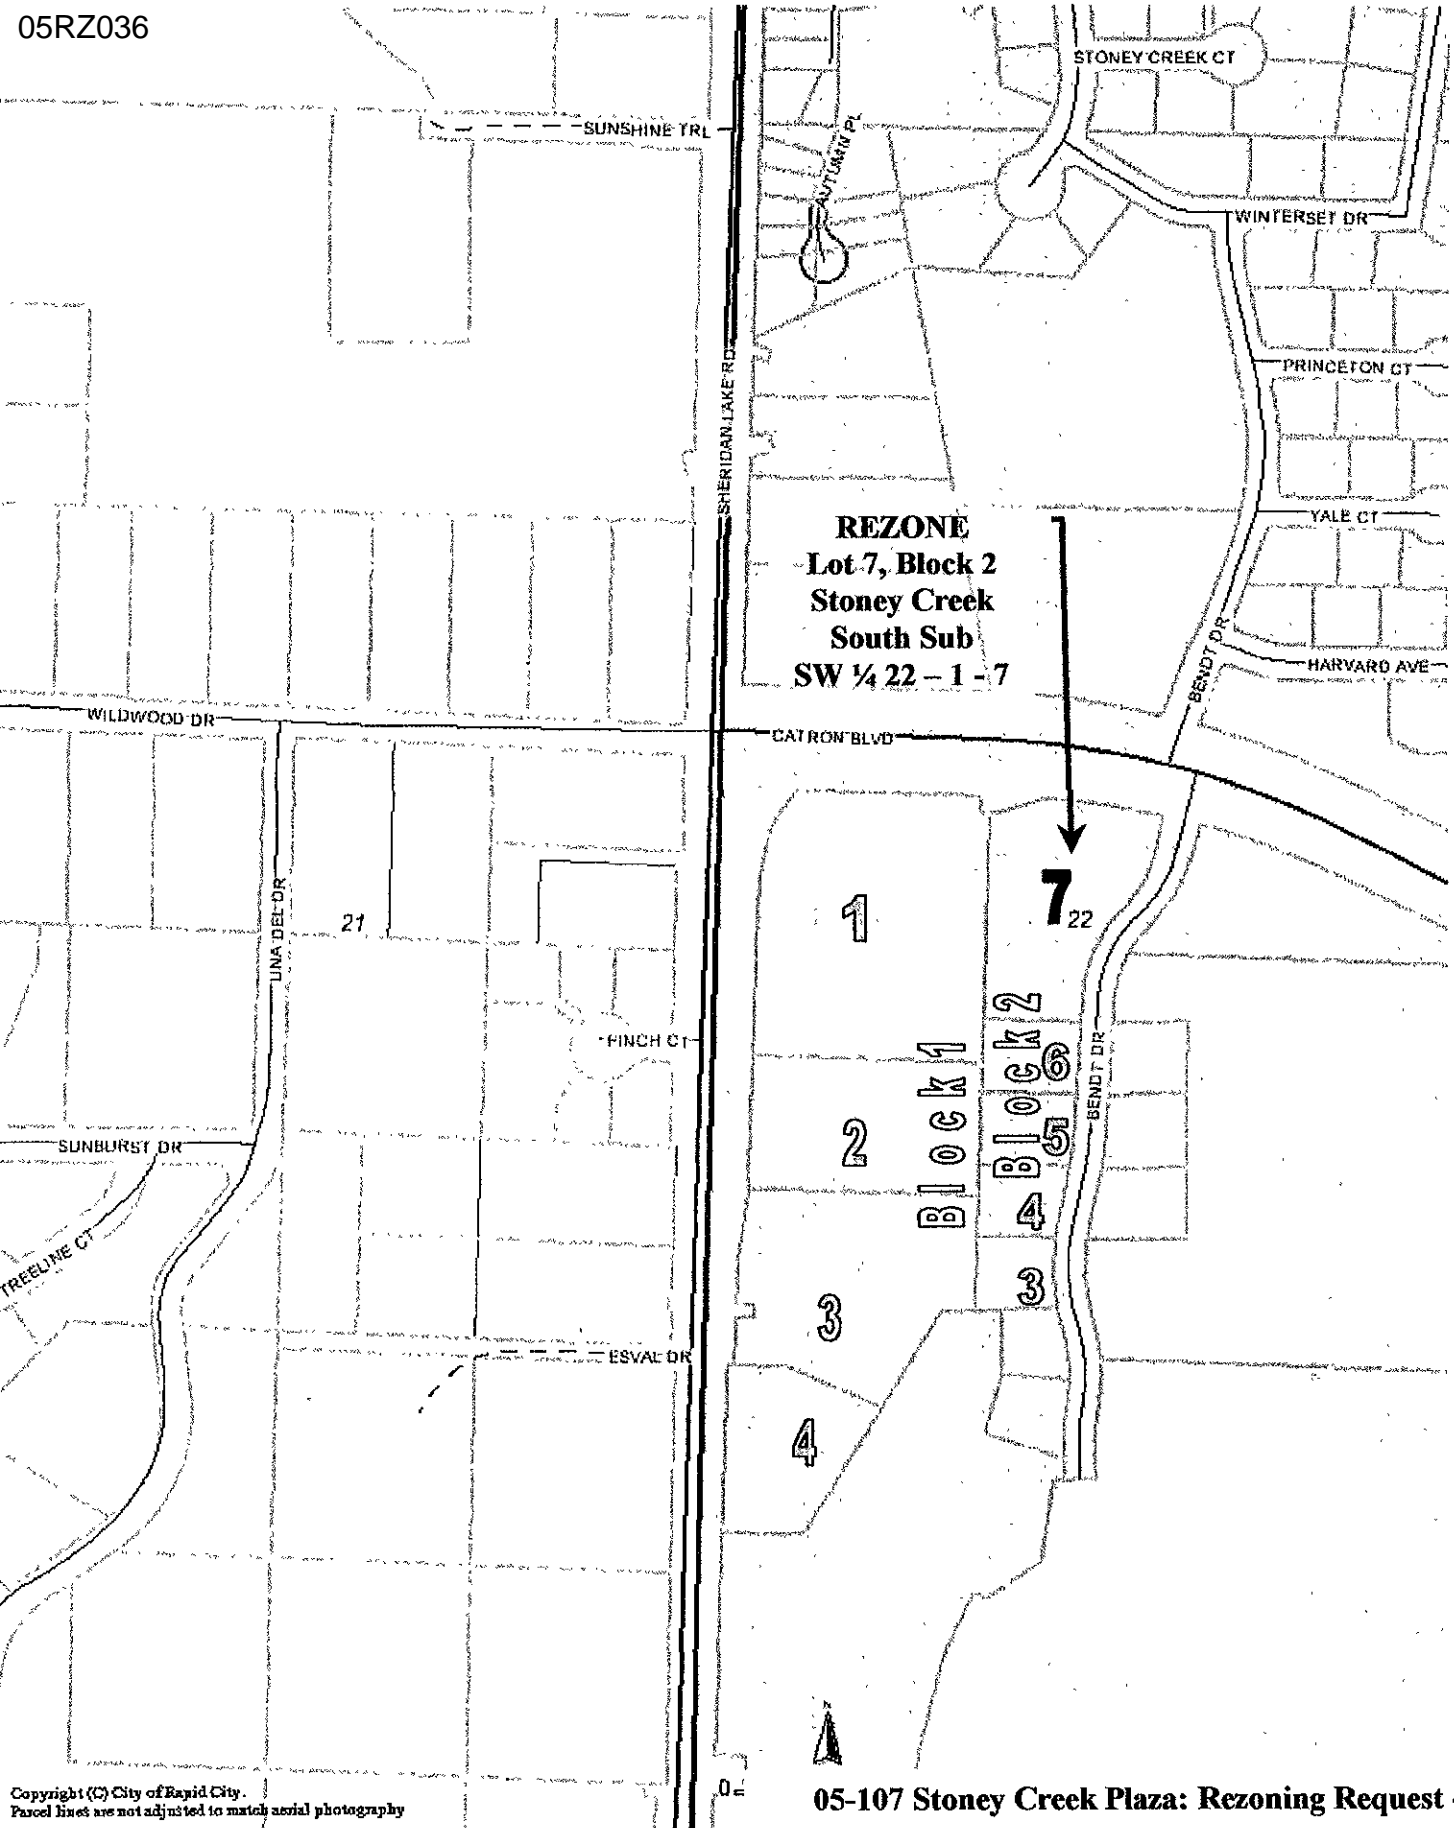 05RZ036
STONEY CREEK CT
SUNSHINE TRL
AUTUMN PL
WINTERSET DR
SHERIDAN LAKE RD
PRINCETON CT
YALE CT
REZONE
Lot 7, Block 2
Stoney Creek
South Sub
SW ¼ 22 – 1 - 7
BENDT DR
HARVARD AVE
WILDWOOD DR
CATRON BLVD
7
22
1
21
LINA DEL DR
FINCH CT
Block 1
Block 2
6
BENDT DR
5
2
SUNBURST DR
4
TREELINE CT
3
3
ESVAL DR
4
Copyright (C) City of Rapid City.
Parcel lines are not adjusted to match aerial photography
05-107 Stoney Creek Plaza: Rezoning Request